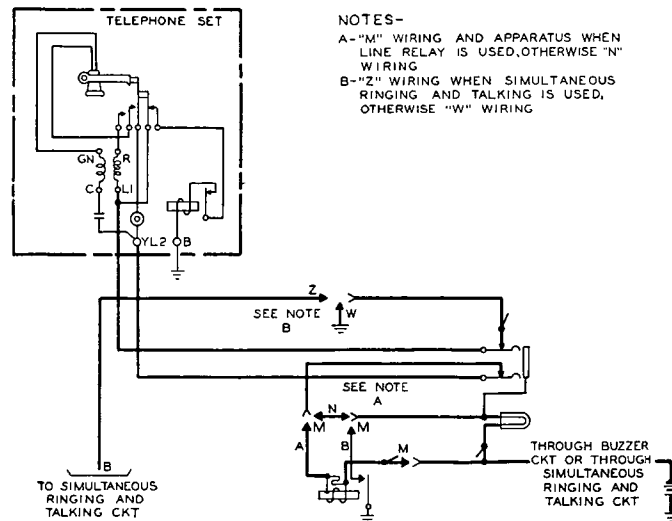 TELEPHONE SET
NOTES-
A-"M" WIRING AND APPARATUS WHEN
LINE RELAY IS USED, OTHERWISE "N"
WIRING
B-"Z" WIRING WHEN SIMULTANEOUS
RINGING AND TALKING IS USED,
OTHERWISE "W" WIRING
GN
R
C
L1
YL2
B
Z
W
SEE NOTE
B
SEE NOTE
A
N
M
M
A
B
M
B
TO SIMULTANEOUS
RINGING AND
TALKING CKT
THROUGH BUZZER
CKT OR THROUGH
SIMULTANEOUS
RINGING AND
TALKING CKT